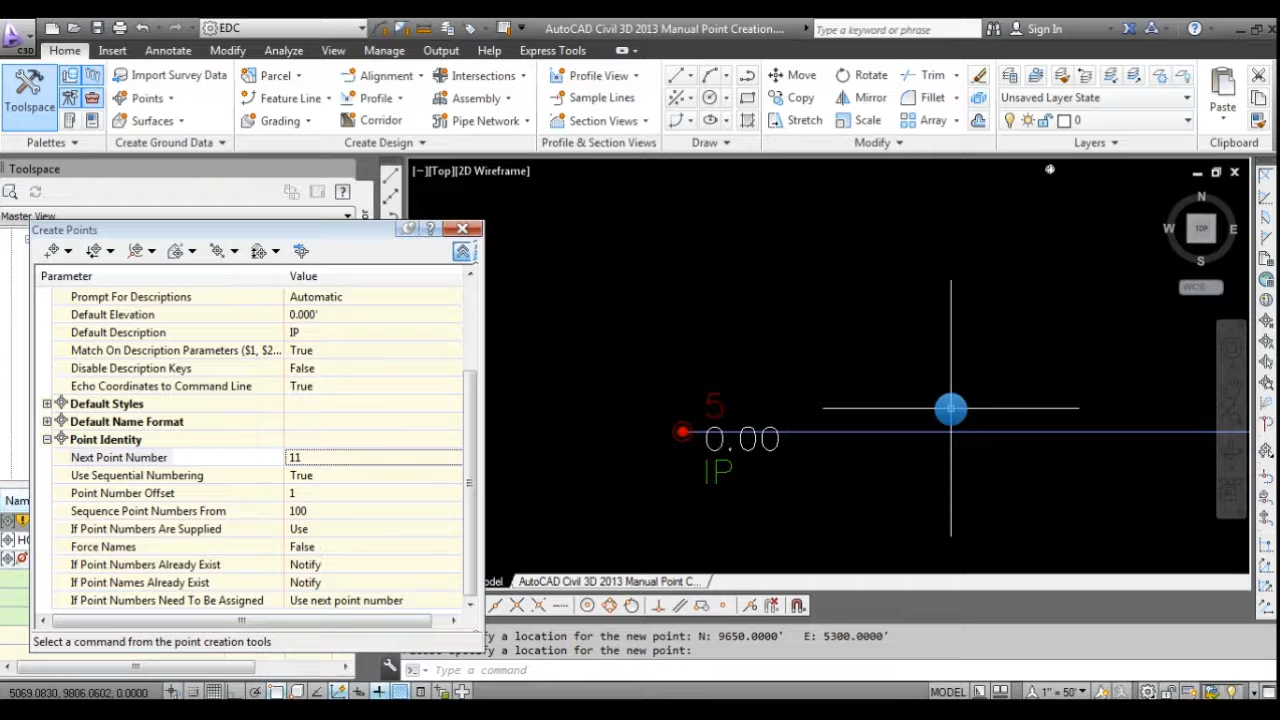 EDC
AutoCAD Civil 3D 2013 Manual Point Creation....
Type a keyword or phrase
Sign In
C3D
Home Insert Annotate Modify Analyze View Manage Output Help Express Tools
Toolspace
Import Survey Data
Points
Surfaces
Parcel
Feature Line
Grading
Alignment
Profile
Corridor
Intersections
Assembly
Pipe Network
Profile View
Sample Lines
Section Views
Move
Copy
Stretch
Rotate
Mirror
Scale
Trim
Fillet
Array
Unsaved Layer State
0
Paste
Palettes Create Ground Data Create Design Profile & Section Views Draw Modify Layers Clipboard
Toolspace
Master View
[−][Top][2D Wireframe]
N
W TOP E
S
WCS
Create Points
Parameter Value
Prompt For Descriptions Automatic
Default Elevation 0.000'
Default Description IP
Match On Description Parameters ($1, $2... True
Disable Description Keys False
Echo Coordinates to Command Line True
Default Styles
Default Name Format
Point Identity
Next Point Number 11
Use Sequential Numbering True
Point Number Offset 1
Sequence Point Numbers From 100
If Point Numbers Are Supplied Use
Force Names False
If Point Numbers Already Exist Notify
If Point Names Already Exist Notify
If Point Numbers Need To Be Assigned Use next point number
Select a command from the point creation tools
5
0.00
IP
AutoCAD Civil 3D 2013 Manual Point C...
y a location for the new point: N: 9650.0000' E: 5300.0000'
specify a location for the new point:
Type a command
5069.0830, 9806.0602, 0.0000
MODEL
1" = 50'